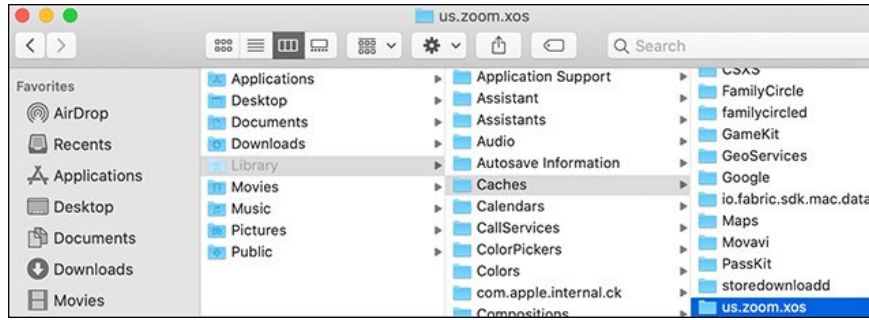 us.zoom.xos
Search
Favorites
AirDrop
Recents
Applications
Desktop
Documents
Downloads
Movies
Applications
Desktop
Documents
Downloads
Library
Movies
Music
Pictures
Public
Application Support
Assistant
Assistants
Audio
Autosave Information
Caches
Calendars
CallServices
ColorPickers
Colors
com.apple.internal.ck
Compositions
CSXS
FamilyCircle
familycircled
GameKit
GeoServices
Google
io.fabric.sdk.mac.data
Maps
Movavi
PassKit
storedownloadd
us.zoom.xos